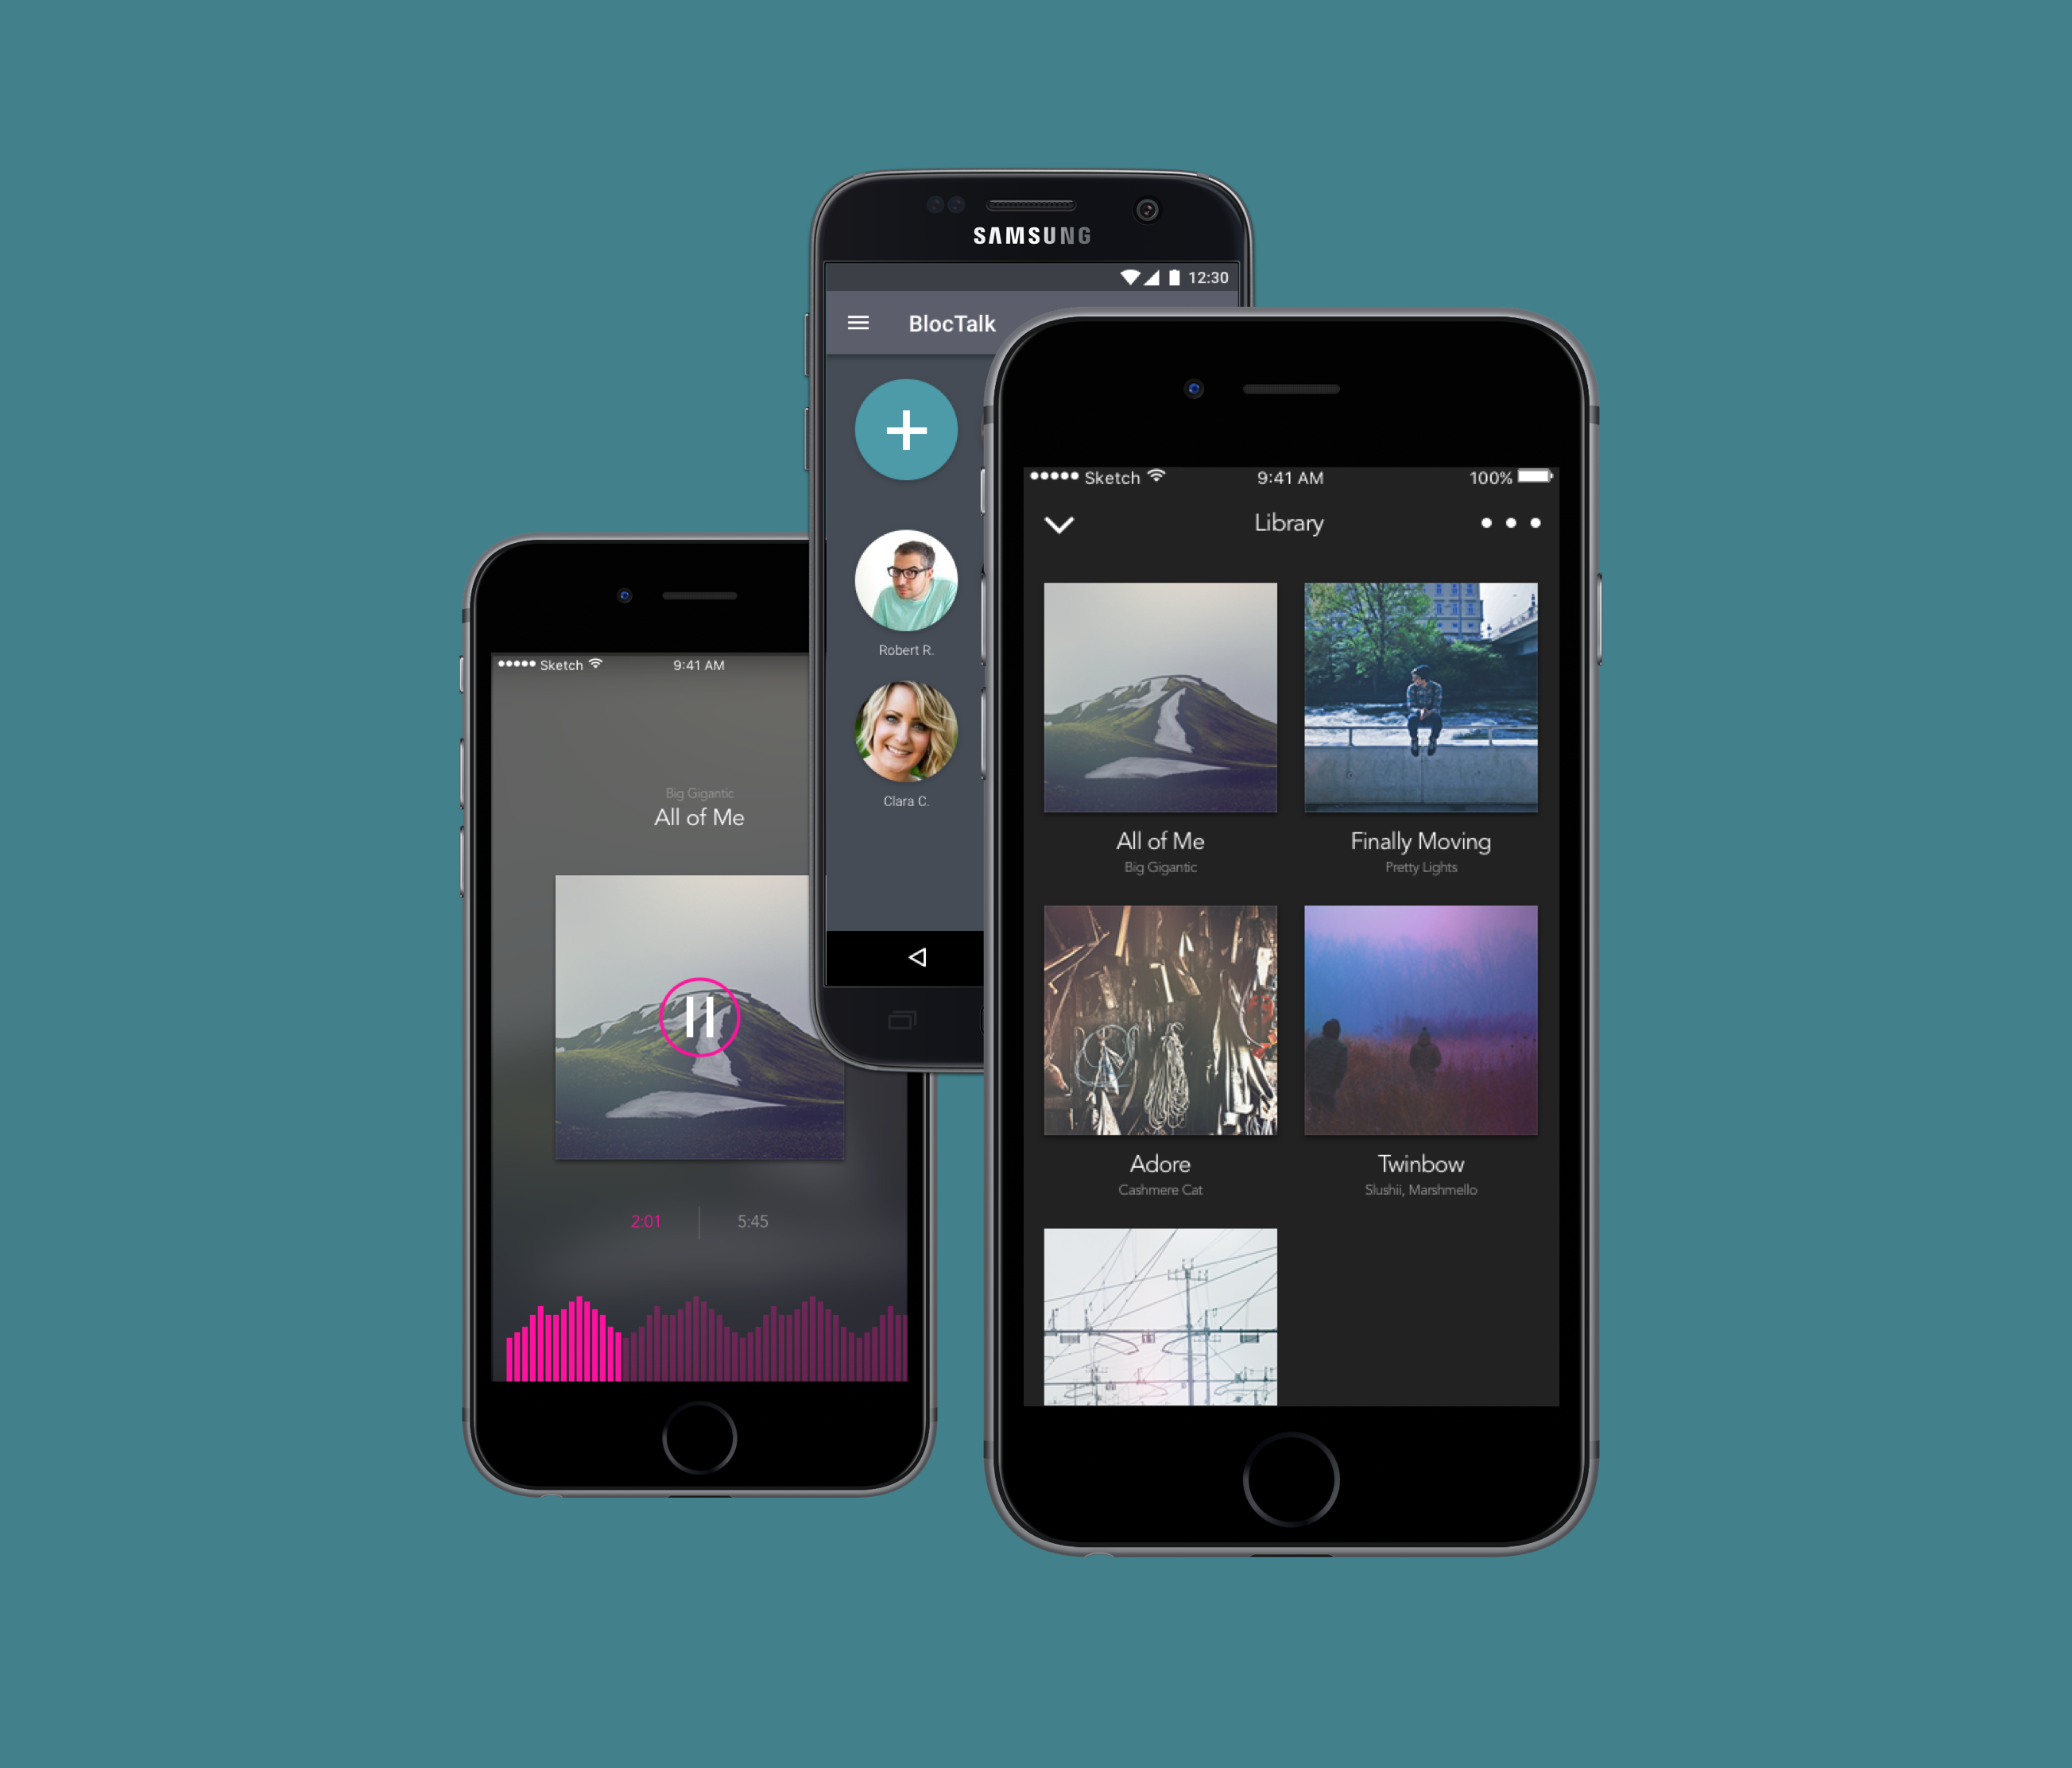 SAMSUNG
12:30
BlocTalk
Robert R.
Clara C.
Sketch 9:41 AM
Big Gigantic
All of Me
2:01 5:45
Sketch 9:41 AM 100%
Library
All of Me Finally Moving
Big Gigantic Pretty Lights
Adore Twinbow
Cashmere Cat Slushii, Marshmello